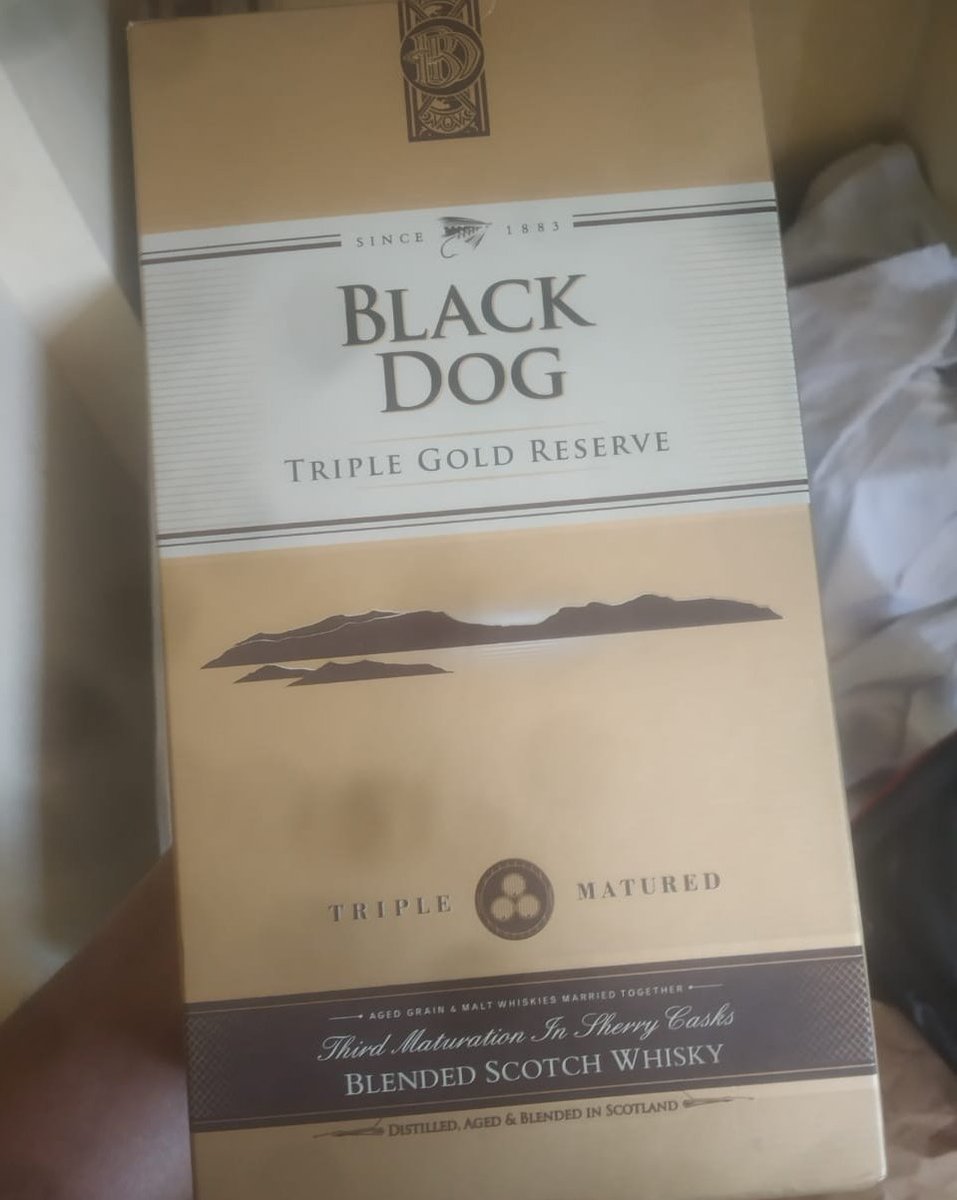 BD
SINCE 1883
BLACK
DOG
TRIPLE GOLD RESERVE
TRIPLE MATURED
AGED GRAIN & MALT WHISKIES MARRIED TOGETHER
Third Maturation In Sherry Casks
BLENDED SCOTCH WHISKY
DISTILLED, AGED & BLENDED IN SCOTLAND